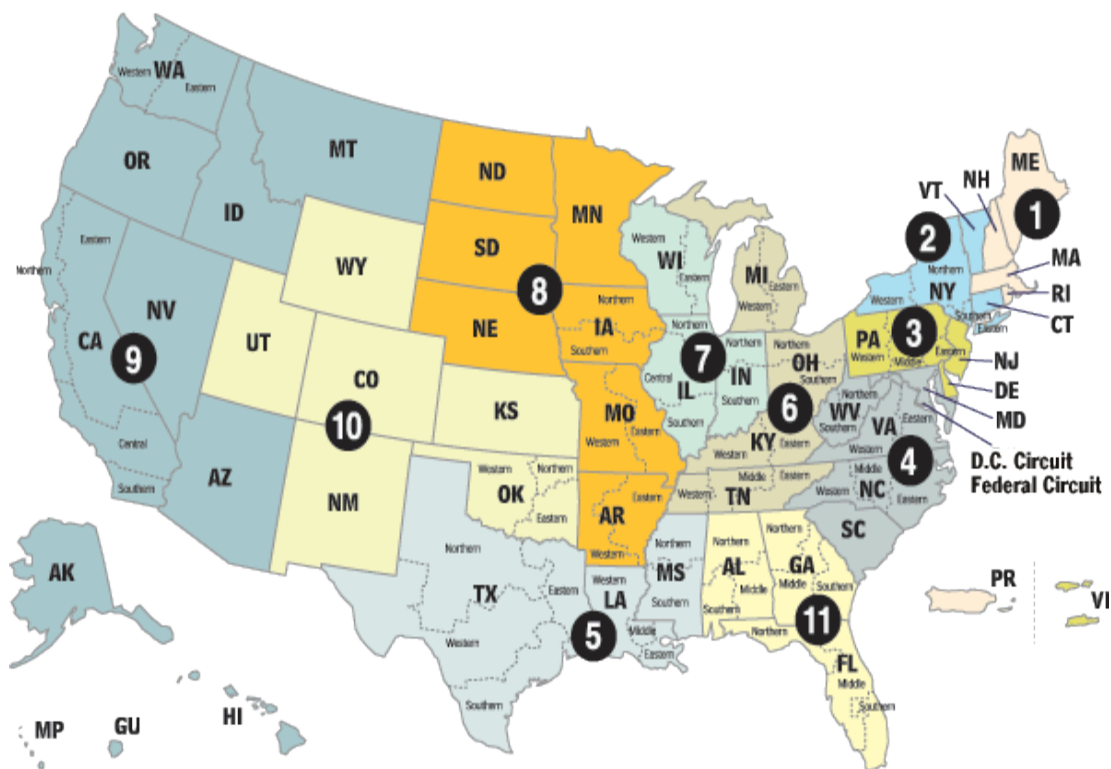 WA
Western
Eastern
OR
ID
MT
ND
MN
SD
8
NE
Northern
IA
Southern
WY
Eastern
Northern
NV
CA
9
Central
Southern
UT
CO
10
KS
AZ
NM
Western
Northern
OK
Eastern
MO
Western
Eastern
Eastern
AR
Western
Western
WI
Eastern
MI
Western
Eastern
7
Northern
Central
IL
Southern
Northern
IN
Southern
Northern
OH
Southern
6
KY
Western
Eastern
Western
Middle
Eastern
TN
ME
1
NH
VT
2
MA
RI
CT
Northern
Western
NY
Southern
Eastern
3
PA
Western
Middle
Eastern
NJ
DE
MD
D.C. Circuit
Federal Circuit
Northern
WV
Southern
VA
Eastern
Western
4
Western
Middle
NC
Eastern
SC
Northern
TX
Eastern
Western
Southern
Western
LA
Middle
Eastern
5
Northern
MS
Southern
Northern
AL
Middle
Southern
Northern
GA
Middle
Southern
11
Northern
FL
Middle
Southern
AK
HI
MP
GU
PR
VI